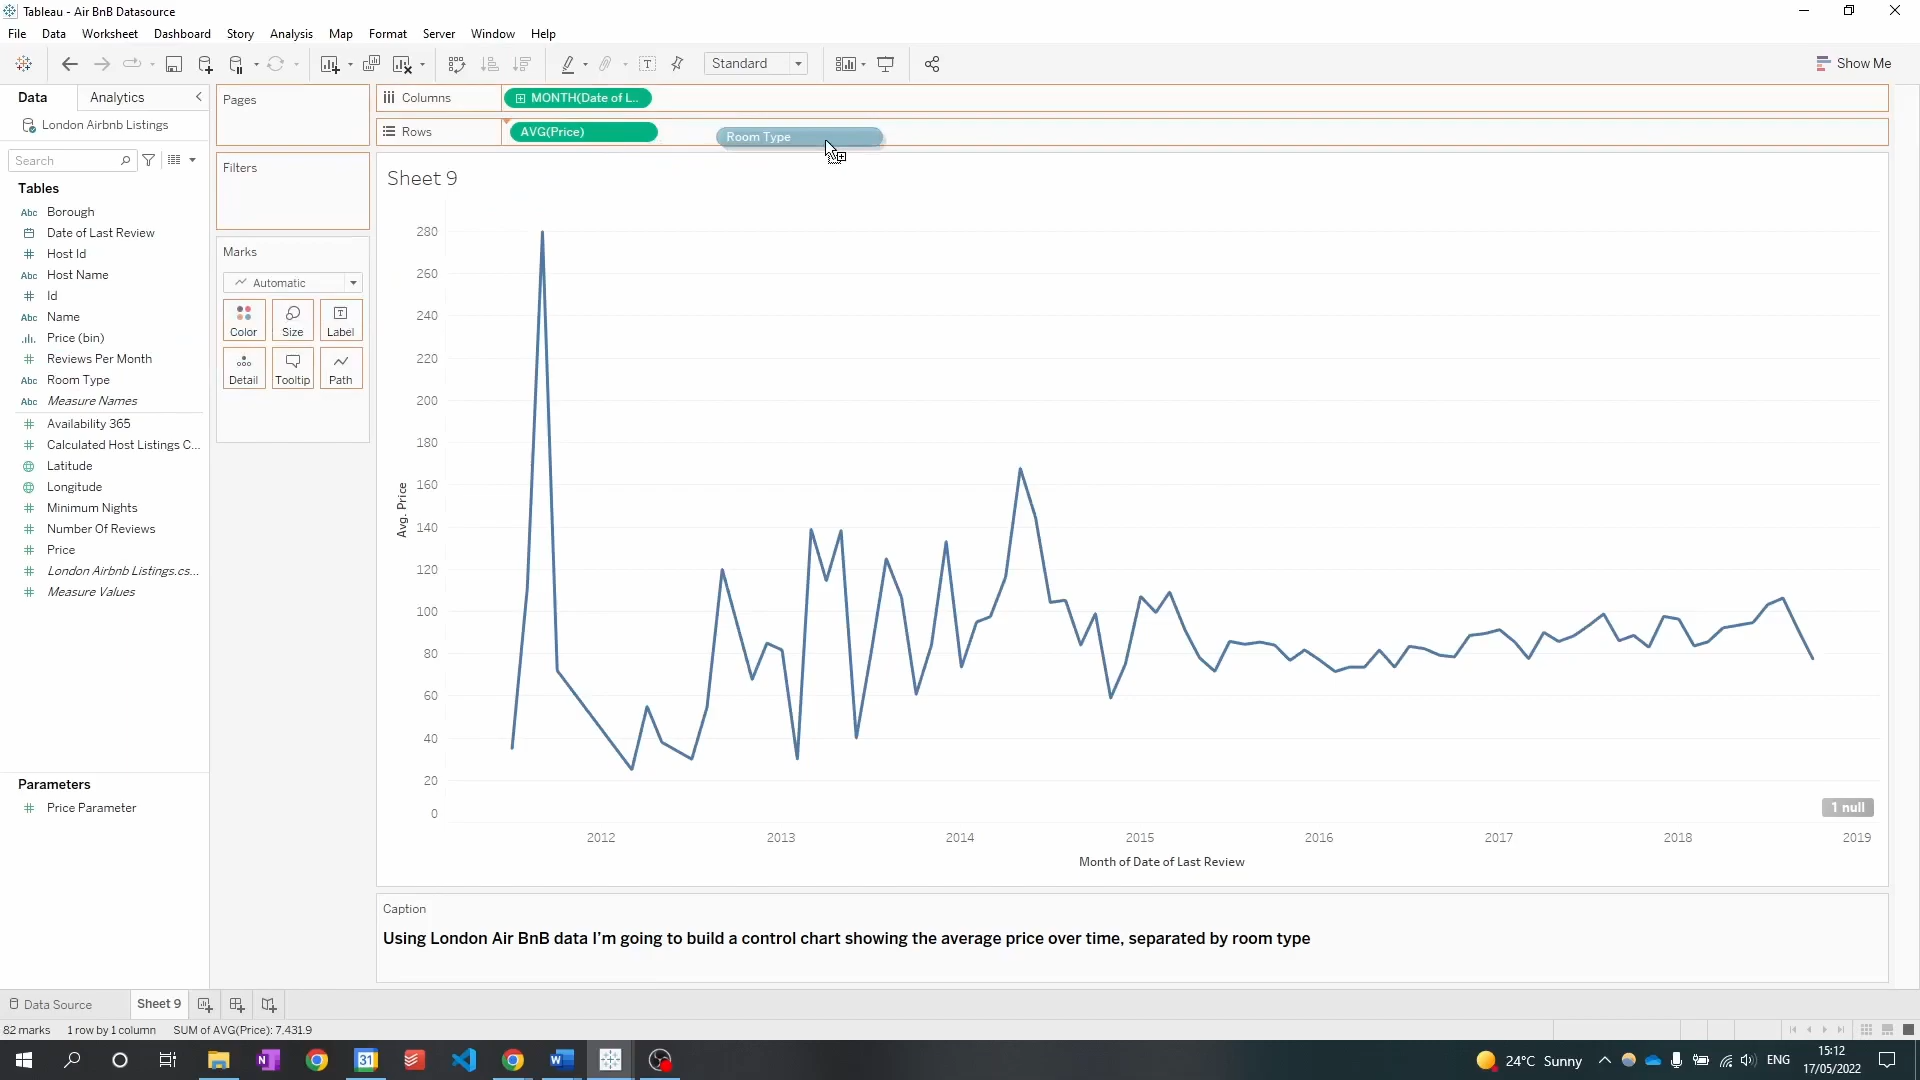 Tableau - Air BnB Datasource
File Data Worksheet Dashboard Story Analysis Map Format Server Window Help
Standard
Show Me
Data Analytics
London Airbnb Listings
Search
Tables
Abc Borough
Date of Last Review
# Host Id
Abc Host Name
# Id
Abc Name
Price (bin)
# Reviews Per Month
Abc Room Type
Abc Measure Names
# Availability 365
# Calculated Host Listings C...
Latitude
Longitude
# Minimum Nights
# Number Of Reviews
# Price
# London Airbnb Listings.cs...
# Measure Values
Parameters
# Price Parameter
Pages
Filters
Marks
Automatic
Color Size Label
Detail Tooltip Path
Columns MONTH(Date of L..
Rows AVG(Price) Room Type
Sheet 9
280
260
240
220
200
180
160
140
120
100
80
60
40
20
0
Avg. Price
1 null
2012 2013 2014 2015 2016 2017 2018 2019
Month of Date of Last Review
Caption
Using London Air BnB data I'm going to build a control chart showing the average price over time, separated by room type
Data Source Sheet 9
82 marks 1 row by 1 column SUM of AVG(Price): 7,431.9
24°C Sunny ENG
15:12
17/05/2022